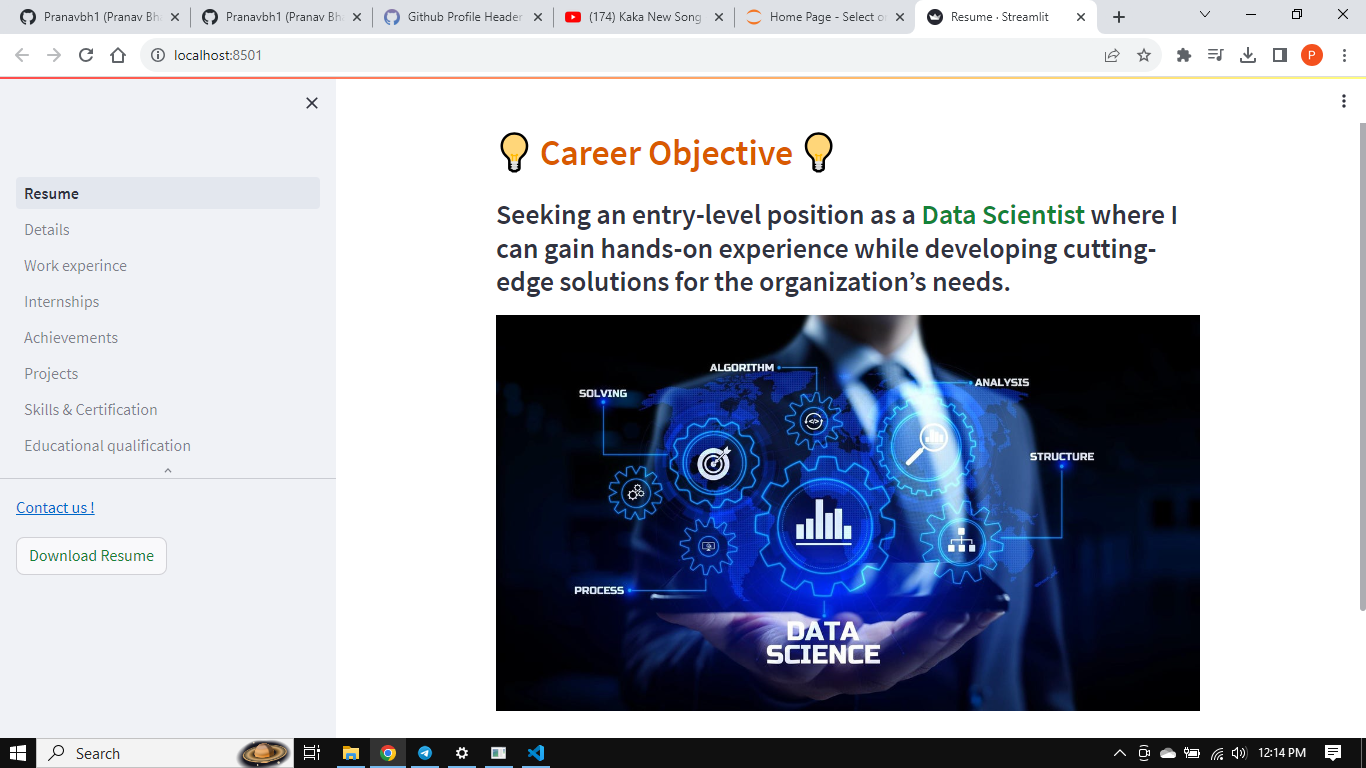 Pranavbh1 (Pranav Bha
Pranavbh1 (Pranav Bha
Github Profile Header
(174) Kaka New Song
Home Page - Select or
Resume · Streamlit
localhost:8501
P
Resume
Details
Work experince
Internships
Achievements
Projects
Skills & Certification
Educational qualification
Contact us !
Download Resume
Career Objective
Seeking an entry-level position as a Data Scientist where I
can gain hands-on experience while developing cutting-
edge solutions for the organization’s needs.
ALGORITHM
ANALYSIS
SOLVING
STRUCTURE
PROCESS
DATA
SCIENCE
Search
12:14 PM